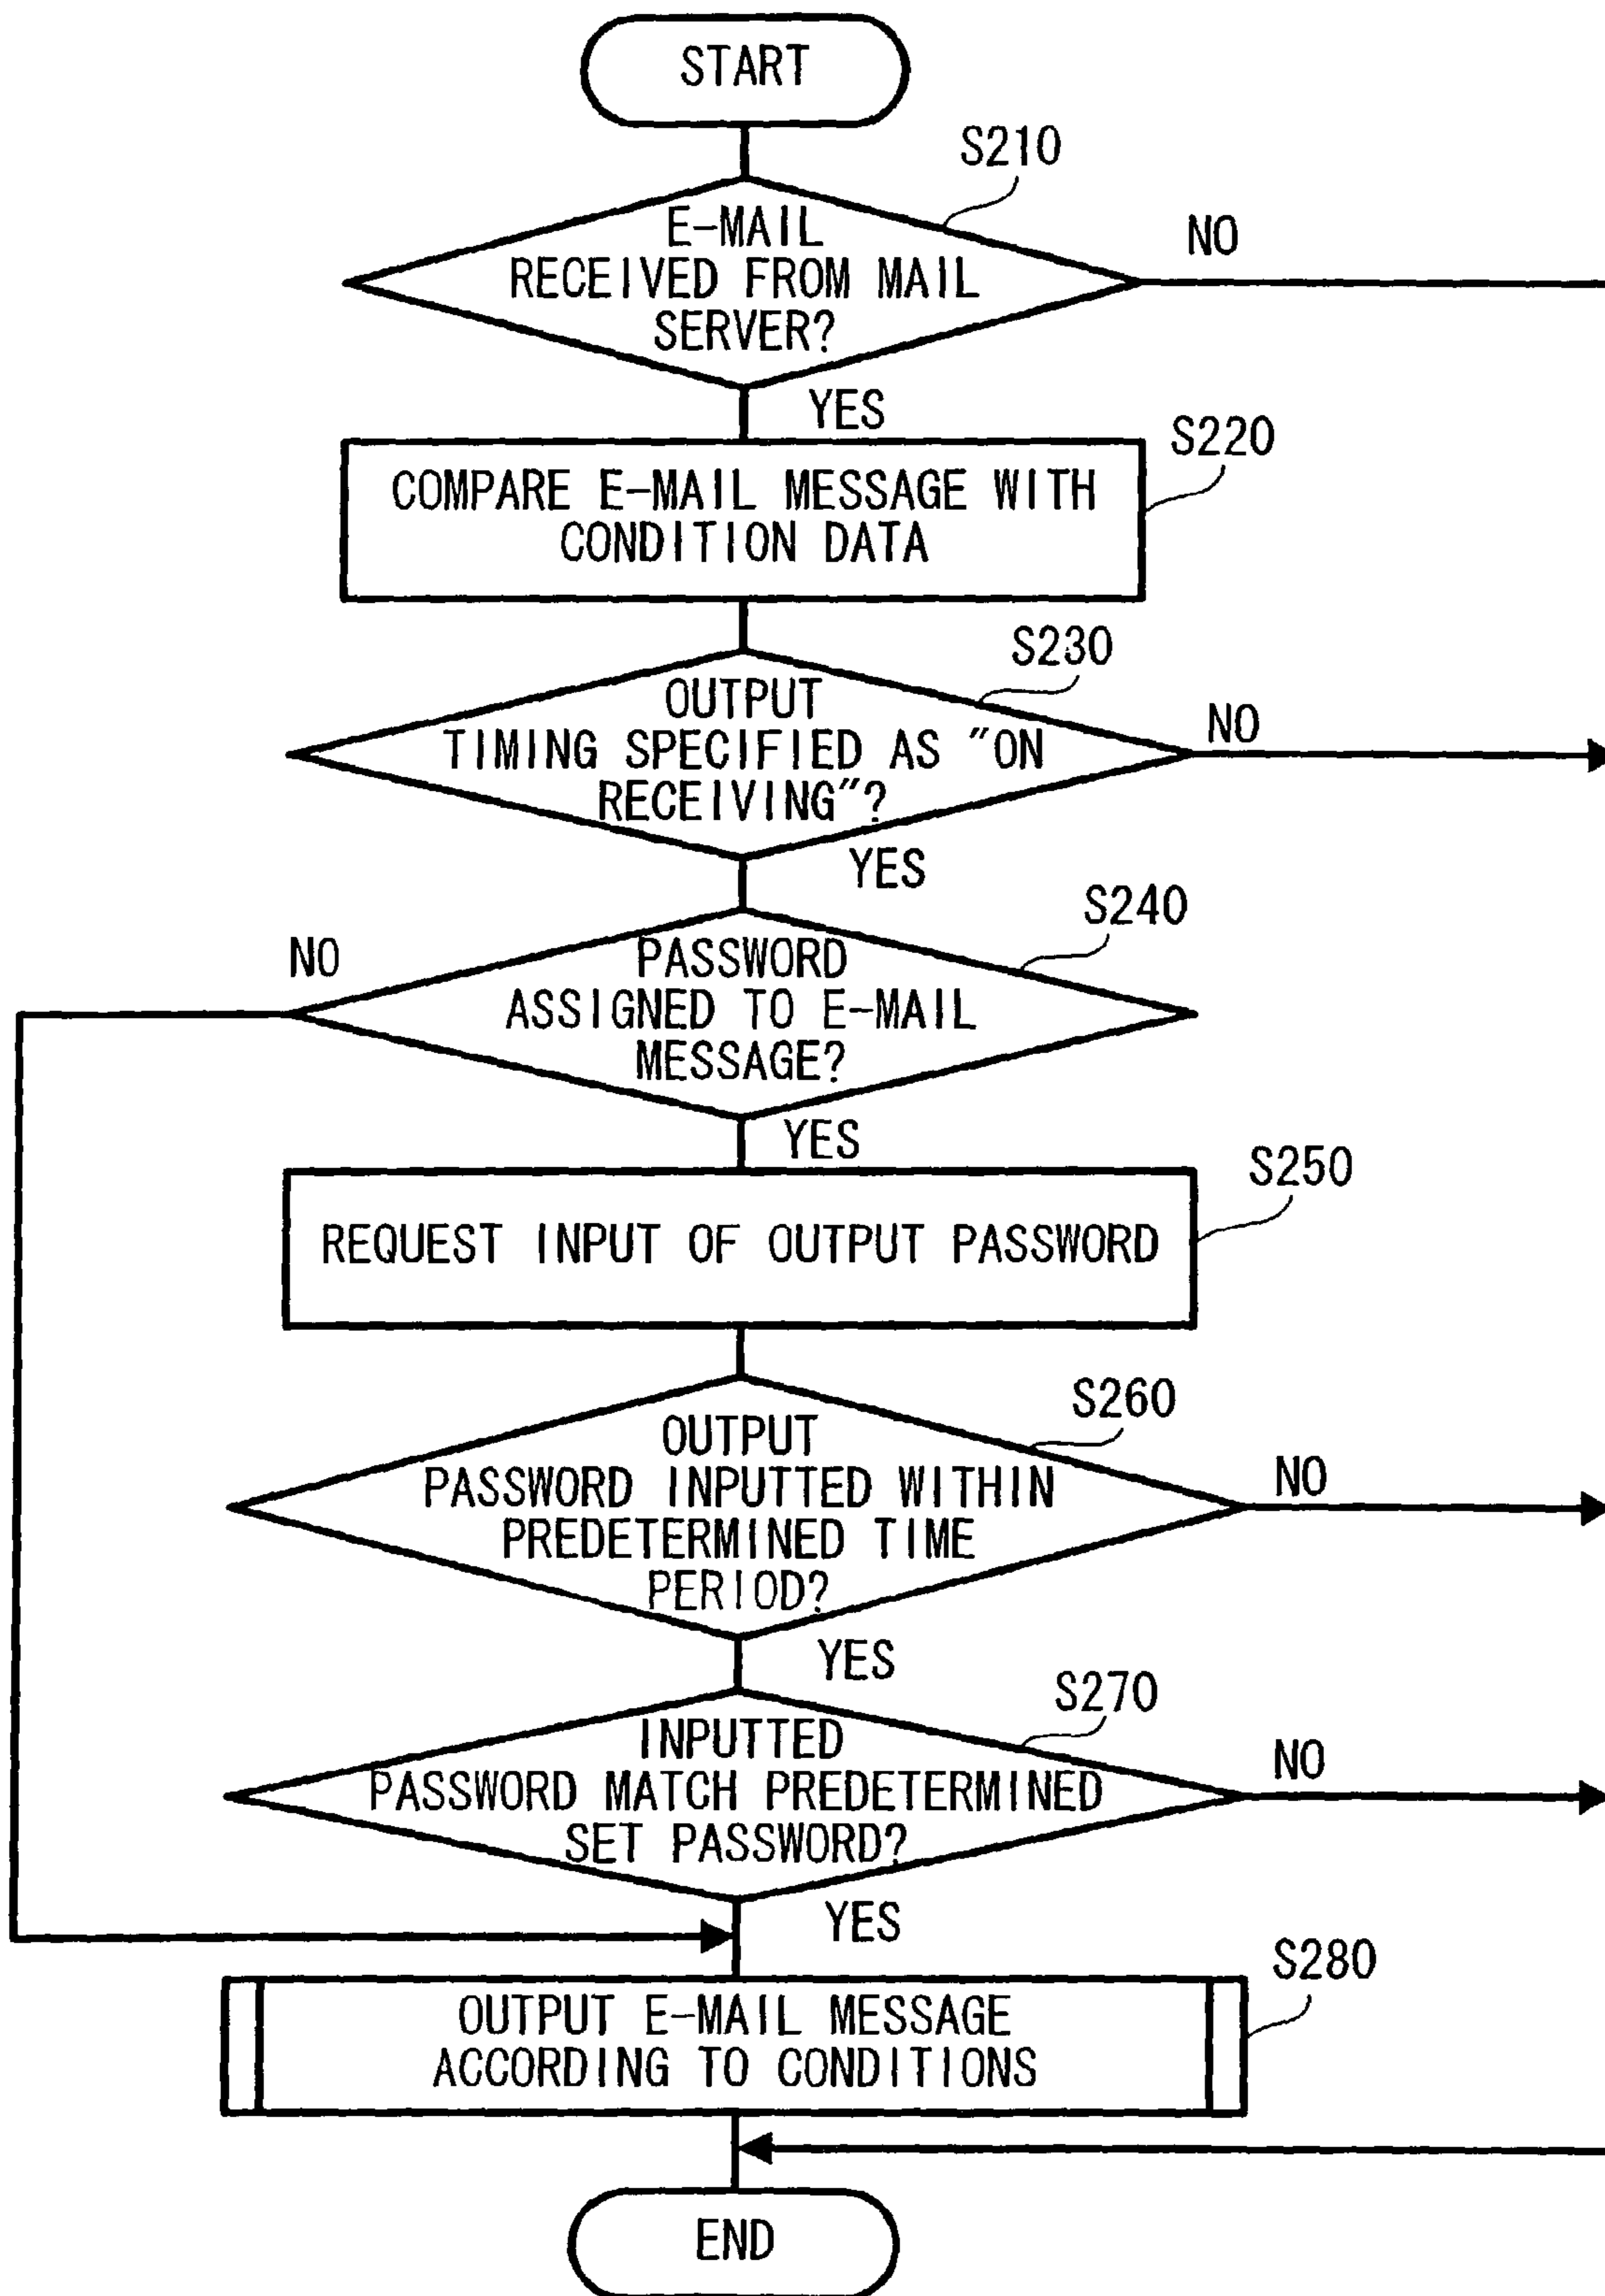 START
S210
E-MAIL
RECEIVED FROM MAIL
SERVER?
NO
YES
S220
COMPARE E-MAIL MESSAGE WITH
CONDITION DATA
S230
OUTPUT
TIMING SPECIFIED AS "ON
RECEIVING"?
NO
YES
S240
NO
PASSWORD
ASSIGNED TO E-MAIL
MESSAGE?
YES
S250
REQUEST INPUT OF OUTPUT PASSWORD
S260
OUTPUT
PASSWORD INPUTTED WITHIN
PREDETERMINED TIME
PERIOD?
NO
YES
S270
INPUTTED
PASSWORD MATCH PREDETERMINED
SET PASSWORD?
NO
YES
S280
OUTPUT E-MAIL MESSAGE
ACCORDING TO CONDITIONS
END